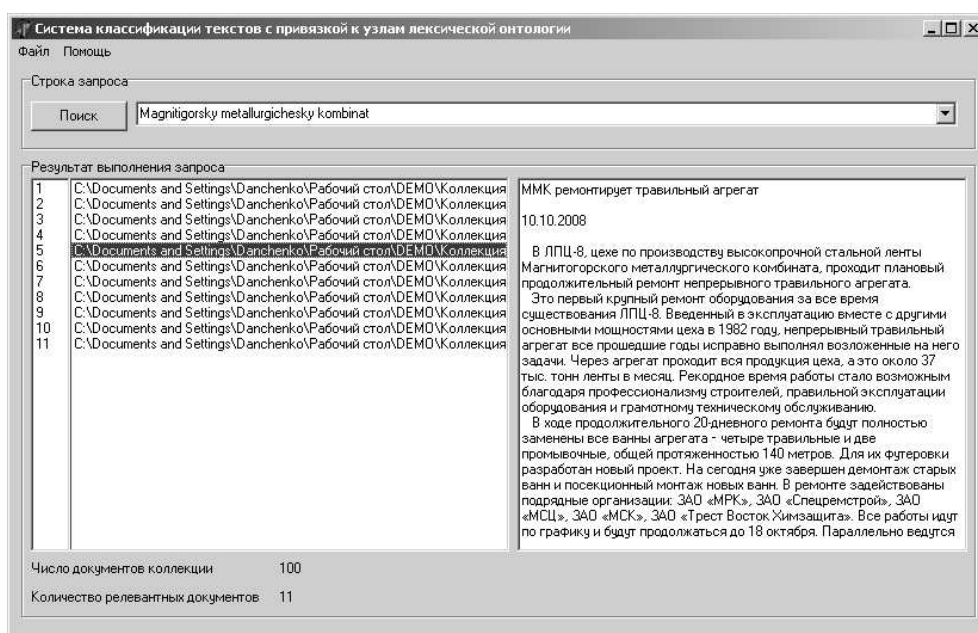 Система классификации текстов с привязкой к узлам лексической онтологии
Файл Помощь
Строка запроса
Поиск
Magnitigorsky metallurgichesky kombinat
Результат выполнения запроса
1 C:\Documents and Settings\Danchenko\Рабочий стол\DEMO\Коллекция
2 C:\Documents and Settings\Danchenko\Рабочий стол\DEMO\Коллекция
3 C:\Documents and Settings\Danchenko\Рабочий стол\DEMO\Коллекция
4 C:\Documents and Settings\Danchenko\Рабочий стол\DEMO\Коллекция
5 C:\Documents and Settings\Danchenko\Рабочий стол\DEMO\Коллекция
6 C:\Documents and Settings\Danchenko\Рабочий стол\DEMO\Коллекция
7 C:\Documents and Settings\Danchenko\Рабочий стол\DEMO\Коллекция
8 C:\Documents and Settings\Danchenko\Рабочий стол\DEMO\Коллекция
9 C:\Documents and Settings\Danchenko\Рабочий стол\DEMO\Коллекция
10 C:\Documents and Settings\Danchenko\Рабочий стол\DEMO\Коллекция
11 C:\Documents and Settings\Danchenko\Рабочий стол\DEMO\Коллекция
ММК ремонтирует травильный агрегат
10.10.2008
В ЛПЦ-8, цехе по производству высокопрочной стальной ленты
Магнитогорского металлургического комбината, проходит плановый
продолжительный ремонт непрерывного травильного агрегата.
Это первый крупный ремонт оборудования за все время
существования ЛПЦ-8. Введенный в эксплуатацию вместе с другими
основными мощностями цеха в 1982 году, непрерывный травильный
агрегат все прошедшие годы исправно выполнял возложенные на него
задачи. Через агрегат проходит вся продукция цеха, а это около 37
тыс. тонн ленты в месяц. Рекордное время работы стало возможным
благодаря профессионализму строителей, правильной эксплуатации
оборудования и грамотному техническому обслуживанию.
В ходе продолжительного 20-дневного ремонта будут полностью
заменены все ванны агрегата - четыре травильные и две
промывочные, общей протяженностью 140 метров. Для их футеровки
разработан новый проект. На сегодня уже завершен демонтаж старых
ванн и посекционный монтаж новых ванн. В ремонте задействованы
подрядные организации: ЗАО «МРК», ЗАО «Спецремстрой», ЗАО
«МСЦ», ЗАО «МСК», ЗАО «Трест Восток Химзащита». Все работы идут
по графику и будут продолжаться до 18 октября. Параллельно ведутся
Число документов коллекции 100
Количество релевантных документов 11